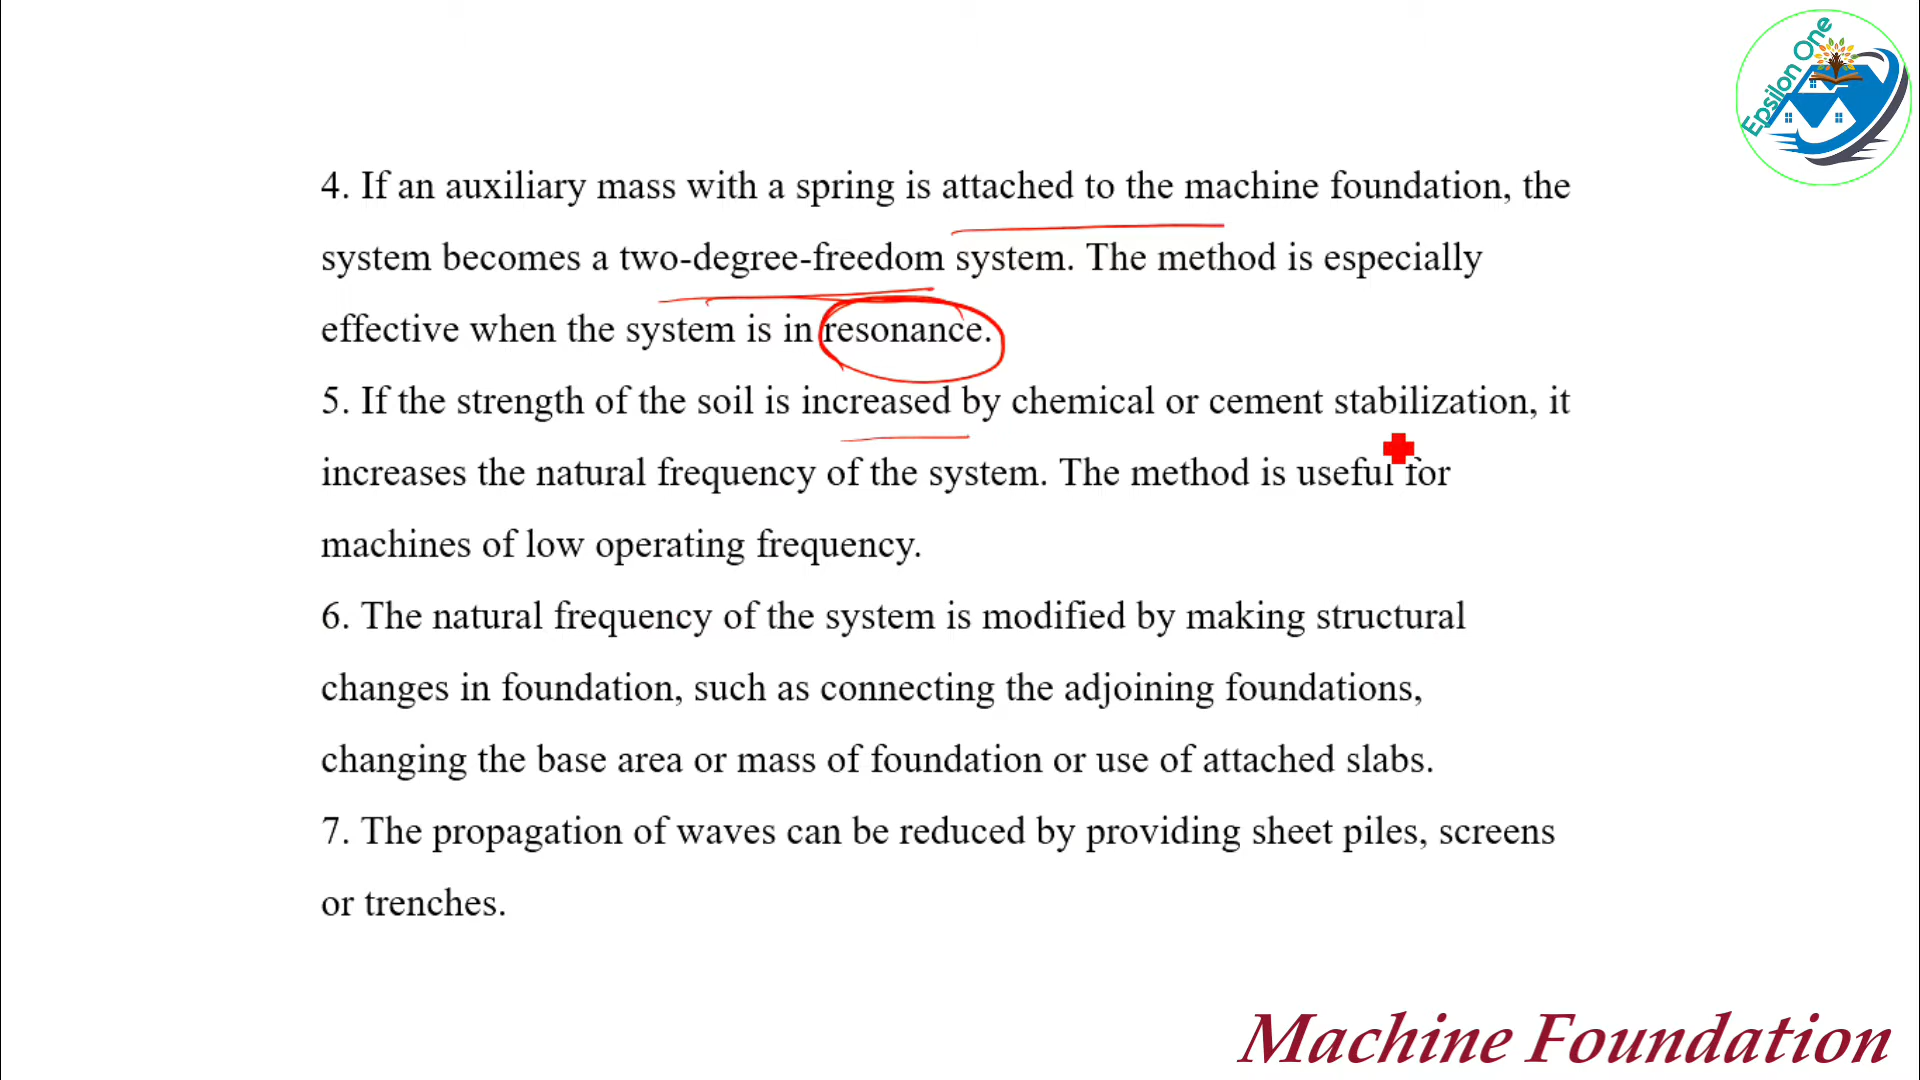 Epsilon One
4. If an auxiliary mass with a spring is attached to the machine foundation, the
system becomes a two-degree-freedom system. The method is especially
effective when the system is in resonance.
5. If the strength of the soil is increased by chemical or cement stabilization, it
increases the natural frequency of the system. The method is useful for
machines of low operating frequency.
6. The natural frequency of the system is modified by making structural
changes in foundation, such as connecting the adjoining foundations,
changing the base area or mass of foundation or use of attached slabs.
7. The propagation of waves can be reduced by providing sheet piles, screens
or trenches.
Machine Foundation